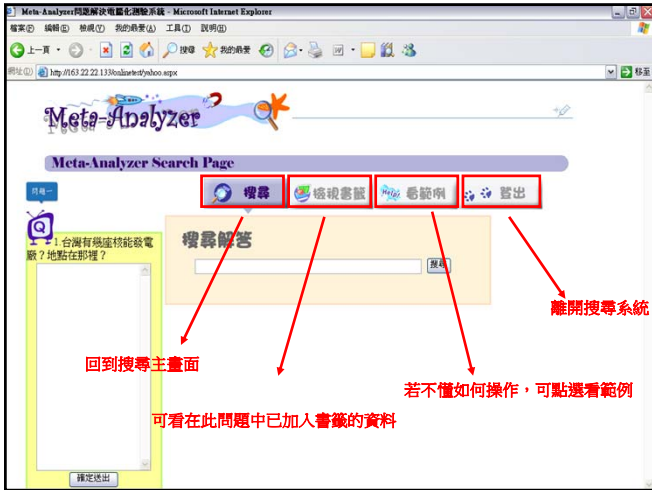 Meta-Analyzer問題解決電腦化測驗系統 - Microsoft Internet Explorer
檔案(F) 編輯(E) 檢視(V) 我的最愛(A) 工具(T) 說明(H)
上一頁 搜尋 我的最愛
網址(D) http://163.22.22.133/onlinetest/yahoo.aspx 移至
Meta-Analyzer
Meta-Analyzer Search Page
問題一 搜尋 檢視書籤 Help 看範例 登出
Q
1.台灣有幾座核能發電廠?地點在那裡?
搜尋解答
搜尋
離開搜尋系統
回到搜尋主畫面
若不懂如何操作,可點選看範例
可看在此問題中已加入書籤的資料
確定送出